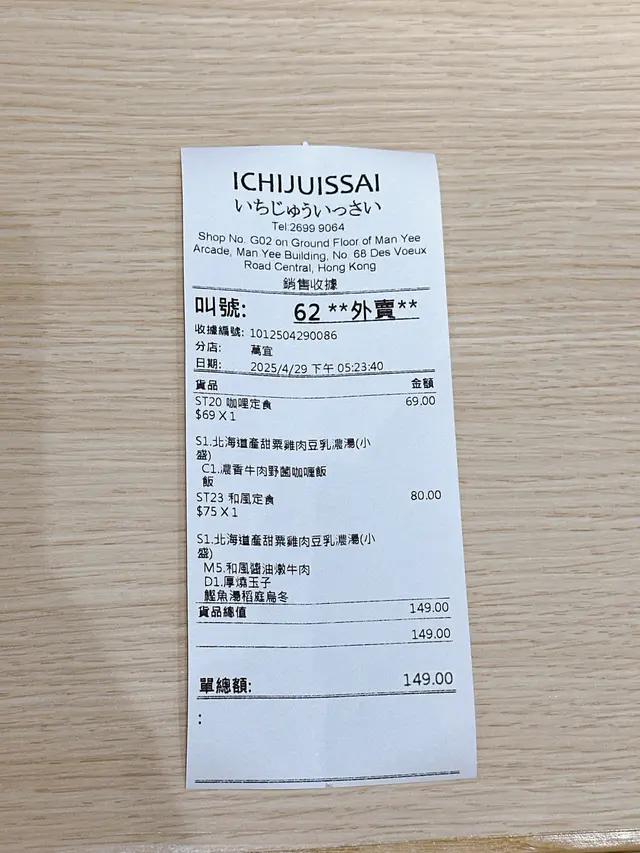 ICHIJUISSAI
いちじゅういっさい
Tel:2699 9064
Shop No. G02 on Ground Floor of Man Yee
Arcade, Man Yee Building, No. 68 Des Voeux
Road Central, Hong Kong
銷售收據
叫號: 62 **外賣**
收據編號: 1012504290086
分店: 萬宜
日期: 2025/4/29 下午 05:23:40
貨品 金額
ST20 咖喱定食 69.00
$69 X 1
S1.北海道產甜粟雞肉豆乳濃湯(小
盛)
C1.濃香牛肉野菌咖喱飯
飯
ST23 和風定食 80.00
$75 X 1
S1.北海道產甜粟雞肉豆乳濃湯(小
盛)
M5.和風醬油燉牛肉
D1.厚燒玉子
鰹魚湯稻庭烏冬
貨品總值 149.00
149.00
單總額: 149.00
: